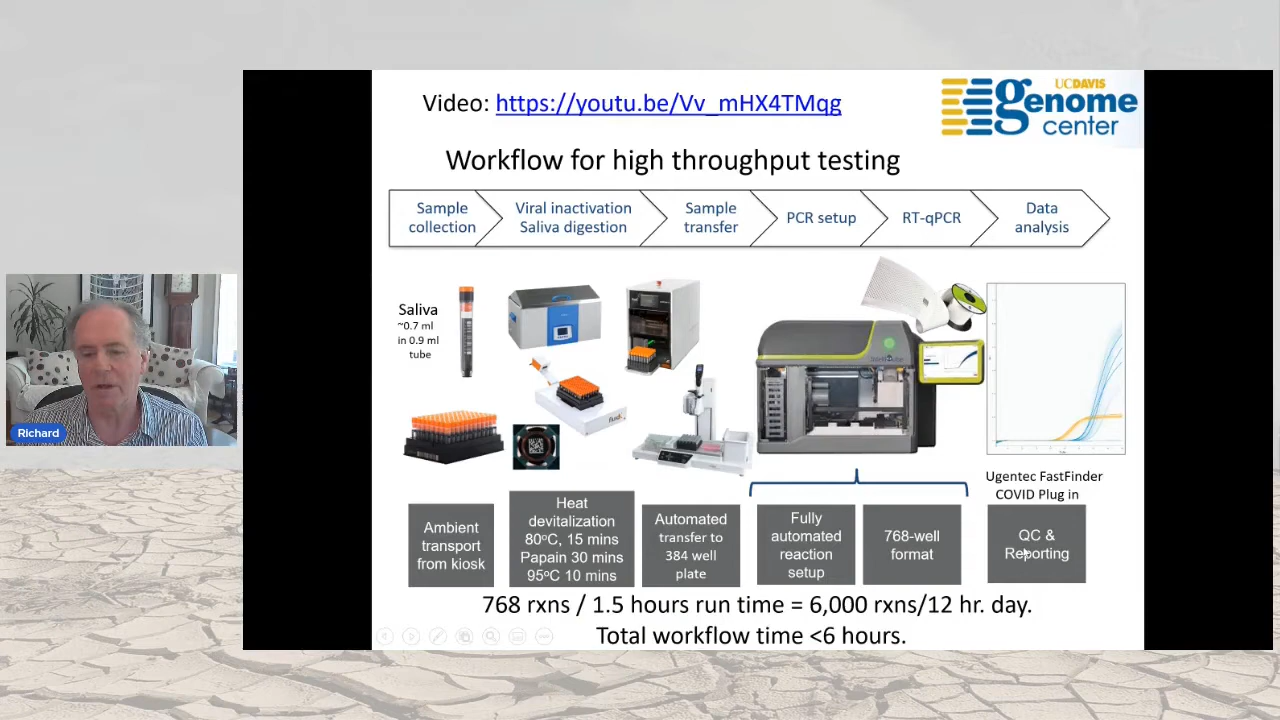 Video: https://youtu.be/Vv_mHX4TMqg
UCDAVIS
genome
center
Workflow for high throughput testing
Sample
collection
Viral inactivation
Saliva digestion
Sample
transfer
PCR setup
RT-qPCR
Data
analysis
Saliva
~0.7 ml
in 0.9 ml
tube
Richard
Ugentec FastFinder
COVID Plug in
Ambient
transport
from kiosk
Heat
devitalization
80oC, 15 mins
Papain 30 mins
95oC 10 mins
Automated
transfer to
384 well
plate
Fully
automated
reaction
setup
768-well
format
QC &
Reporting
768 rxns / 1.5 hours run time = 6,000 rxns/12 hr. day.
Total workflow time <6 hours.